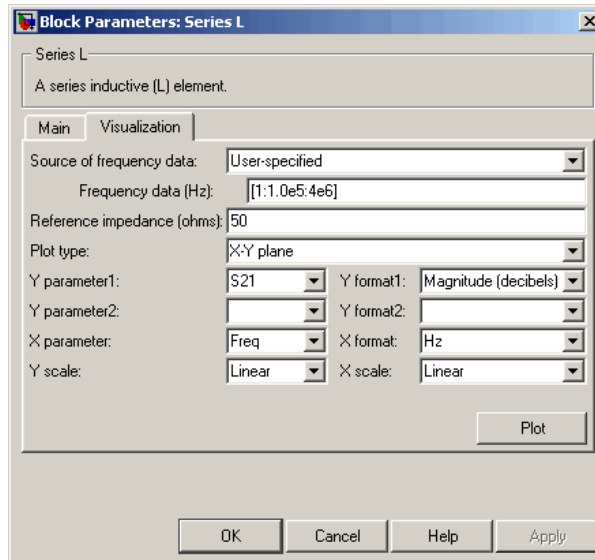 Block Parameters: Series L
Series L
A series inductive (L) element.
Main Visualization
Source of frequency data: User-specified
Frequency data (Hz): [1:1.0e5:4e6]
Reference impedance (ohms): 50
Plot type: X-Y plane
Y parameter1: S21 Y format1: Magnitude (decibels)
Y parameter2: Y format2:
X parameter: Freq X format: Hz
Y scale: Linear X scale: Linear
Plot
OK Cancel Help Apply